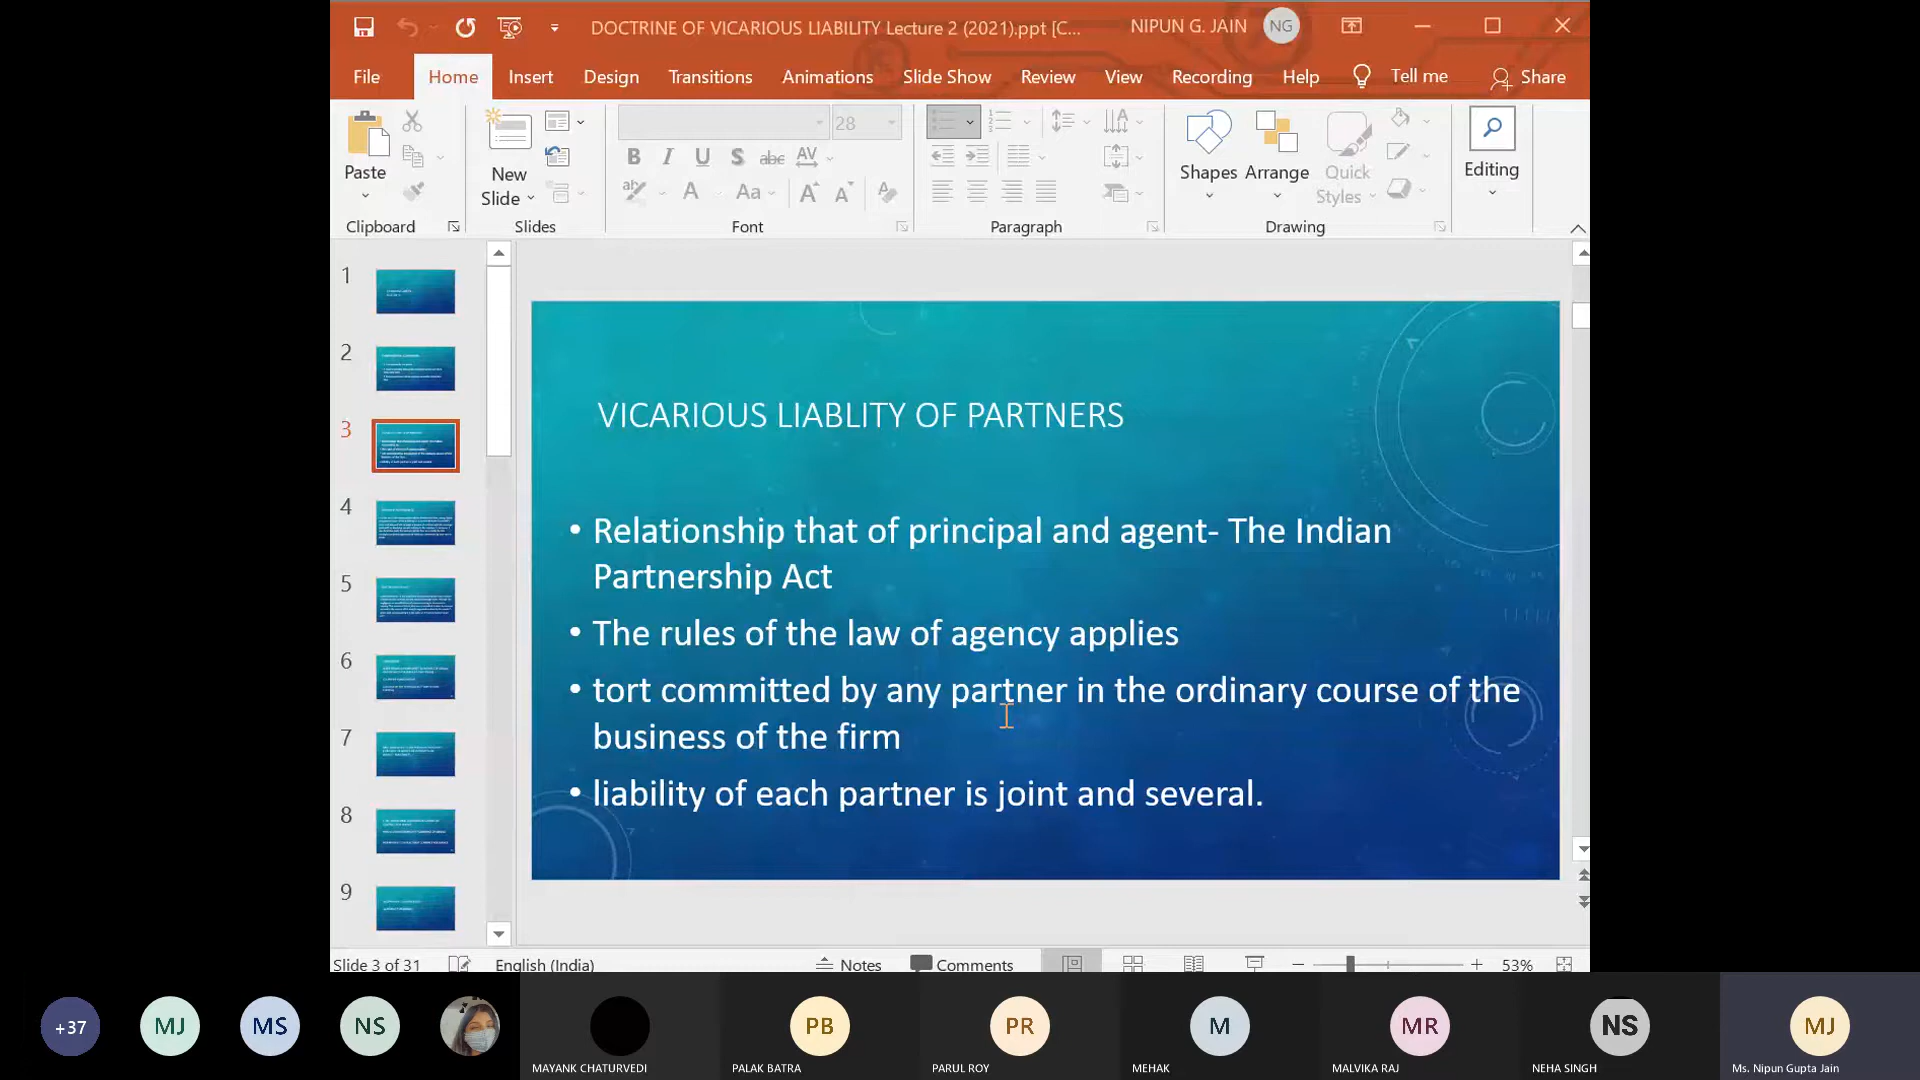 DOCTRINE OF VICARIOUS LIABILITY Lecture 2 (2021).ppt [C...
NIPUN G. JAIN
NG
File
Home
Insert
Design
Transitions
Animations
Slide Show
Review
View
Recording
Help
Tell me
Share
Paste
New
Slide
28
B I U S abc AV
A Aa A A
Shapes
Arrange
Quick
Styles
Editing
Clipboard
Slides
Font
Paragraph
Drawing
1
2
3
4
5
6
7
8
9
VICARIOUS LIABLITY OF PARTNERS
• Relationship that of principal and agent- The Indian
Partnership Act
• The rules of the law of agency applies
• tort committed by any partner in the ordinary course of the
business of the firm
• liability of each partner is joint and several.
Slide 3 of 31
English (India)
Notes
Comments
53%
+37
MJ
MS
NS
PB
PR
M
MR
NS
MJ
MAYANK CHATURVEDI
PALAK BATRA
PARUL ROY
MEHAK
MALVIKA RAJ
NEHA SINGH
Ms. Nipun Gupta Jain